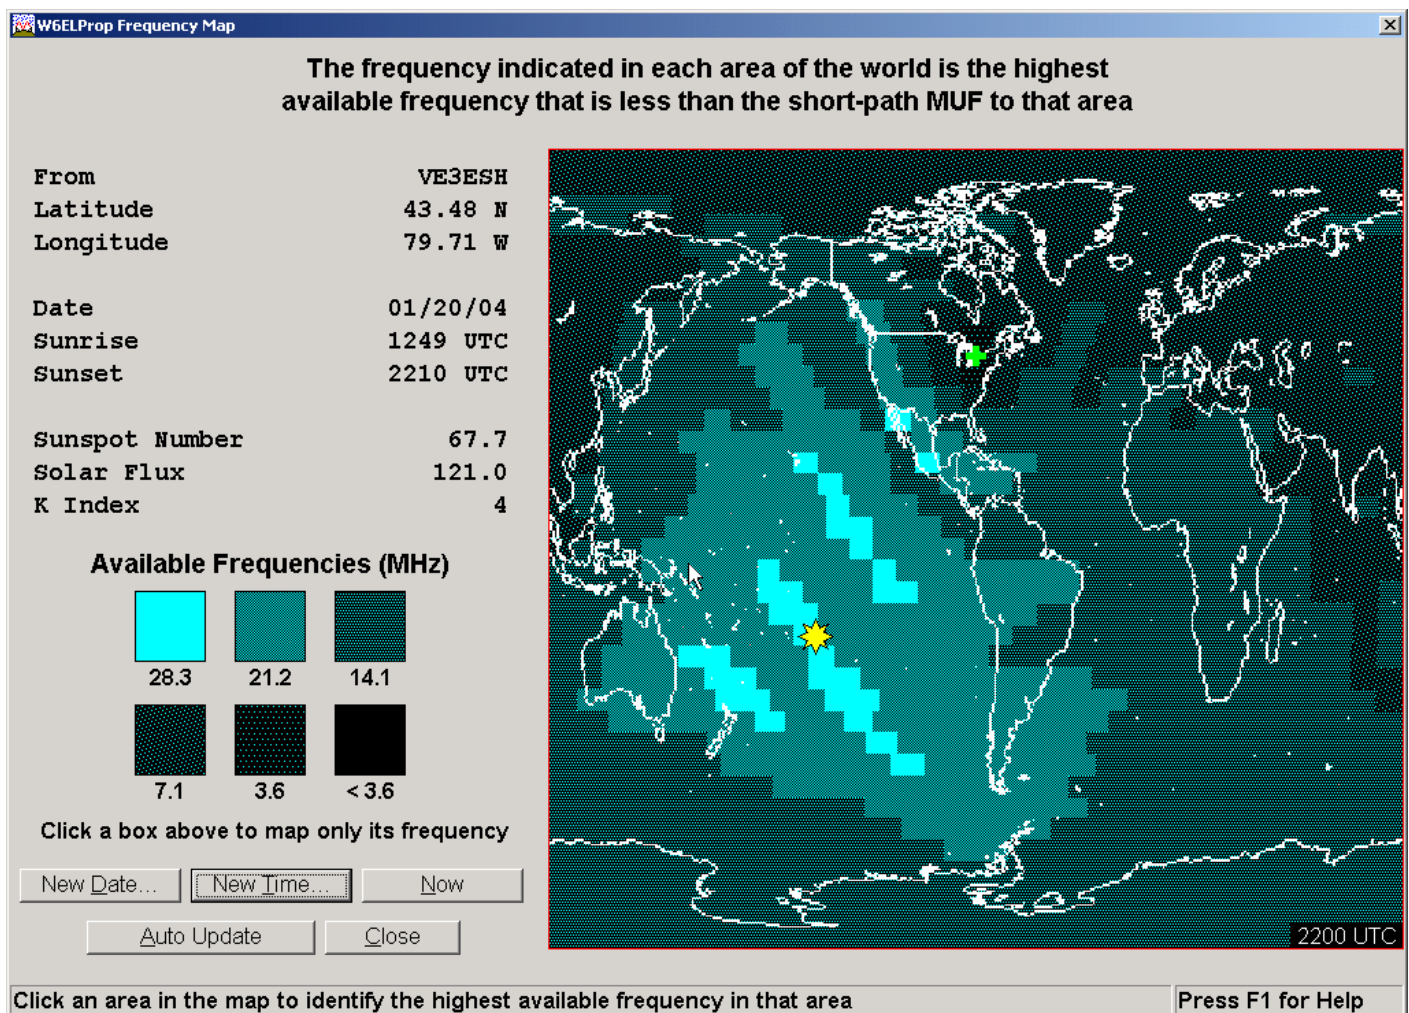 W6ELProp Frequency Map
The frequency indicated in each area of the world is the highest
available frequency that is less than the short-path MUF to that area
From VE3ESH
Latitude 43.48 N
Longitude 79.71 W
Date 01/20/04
Sunrise 1249 UTC
Sunset 2210 UTC
Sunspot Number 67.7
Solar Flux 121.0
K Index 4
Available Frequencies (MHz)
28.3 21.2 14.1
7.1 3.6 < 3.6
Click a box above to map only its frequency
New Date... New Time... Now
Auto Update Close
2200 UTC
Click an area in the map to identify the highest available frequency in that area
Press F1 for Help